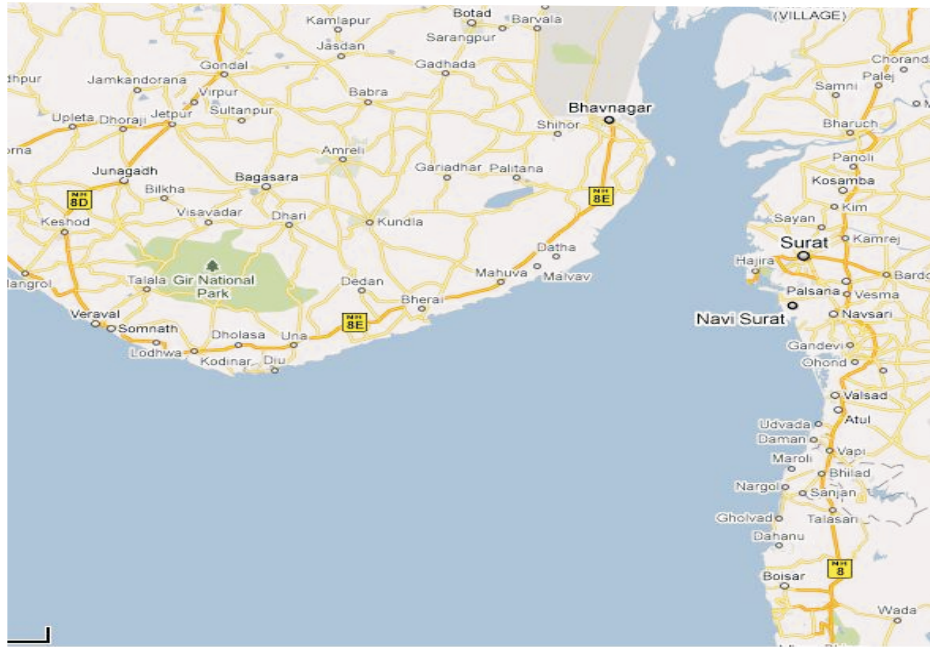 (VILLAGE)
Botad
Kamlapur
Barvala
Sarangpur
Jasdan
Chorand
Gondal
Gadhada
Palej
dhpur
Jamkandorana
Samni
Virpur
Babra
Sultanpur
Bhavnagar
Upleta
Dhoraji
Jetpur
Shihor
Bharuch
Amreli
Panoli
Junagadh
Gariadhar
Palitana
Bagasara
Kosamba
Bilkha
NH
8D
NH
8E
Kim
Visavadar
Dhari
Kundla
Sayan
Keshod
Kamrej
Surat
Datha
Hajira
Gir National
Park
Mahuva
Malvav
Bardo
Talala
Dedan
Palsana
Vesma
Bherai
Veraval
Navi Surat
Navsari
Somnath
NH
8E
Dholasa
Una
Lodhwa
Kodinar
Diu
Gandevi
Ohond
Valsad
Atul
Udvada
Daman
Vapi
Maroli
Bhilad
Nargol
Sanjan
Gholvad
Talasari
Dahanu
NH
8
Boisar
Wada